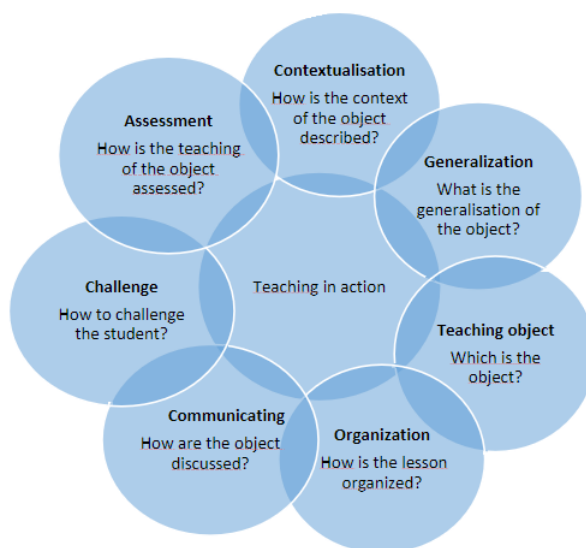 Contextualisation
How is the context
of the object
described?
Generalization
What is the
generalisation of
the object?
Teaching object
Which is the
object?
Organization
How is the lesson
organized?
Communicating
How are the object
discussed?
Challenge
How to challenge
the student?
Assessment
How is the teaching
of the object
assessed?
Teaching in action